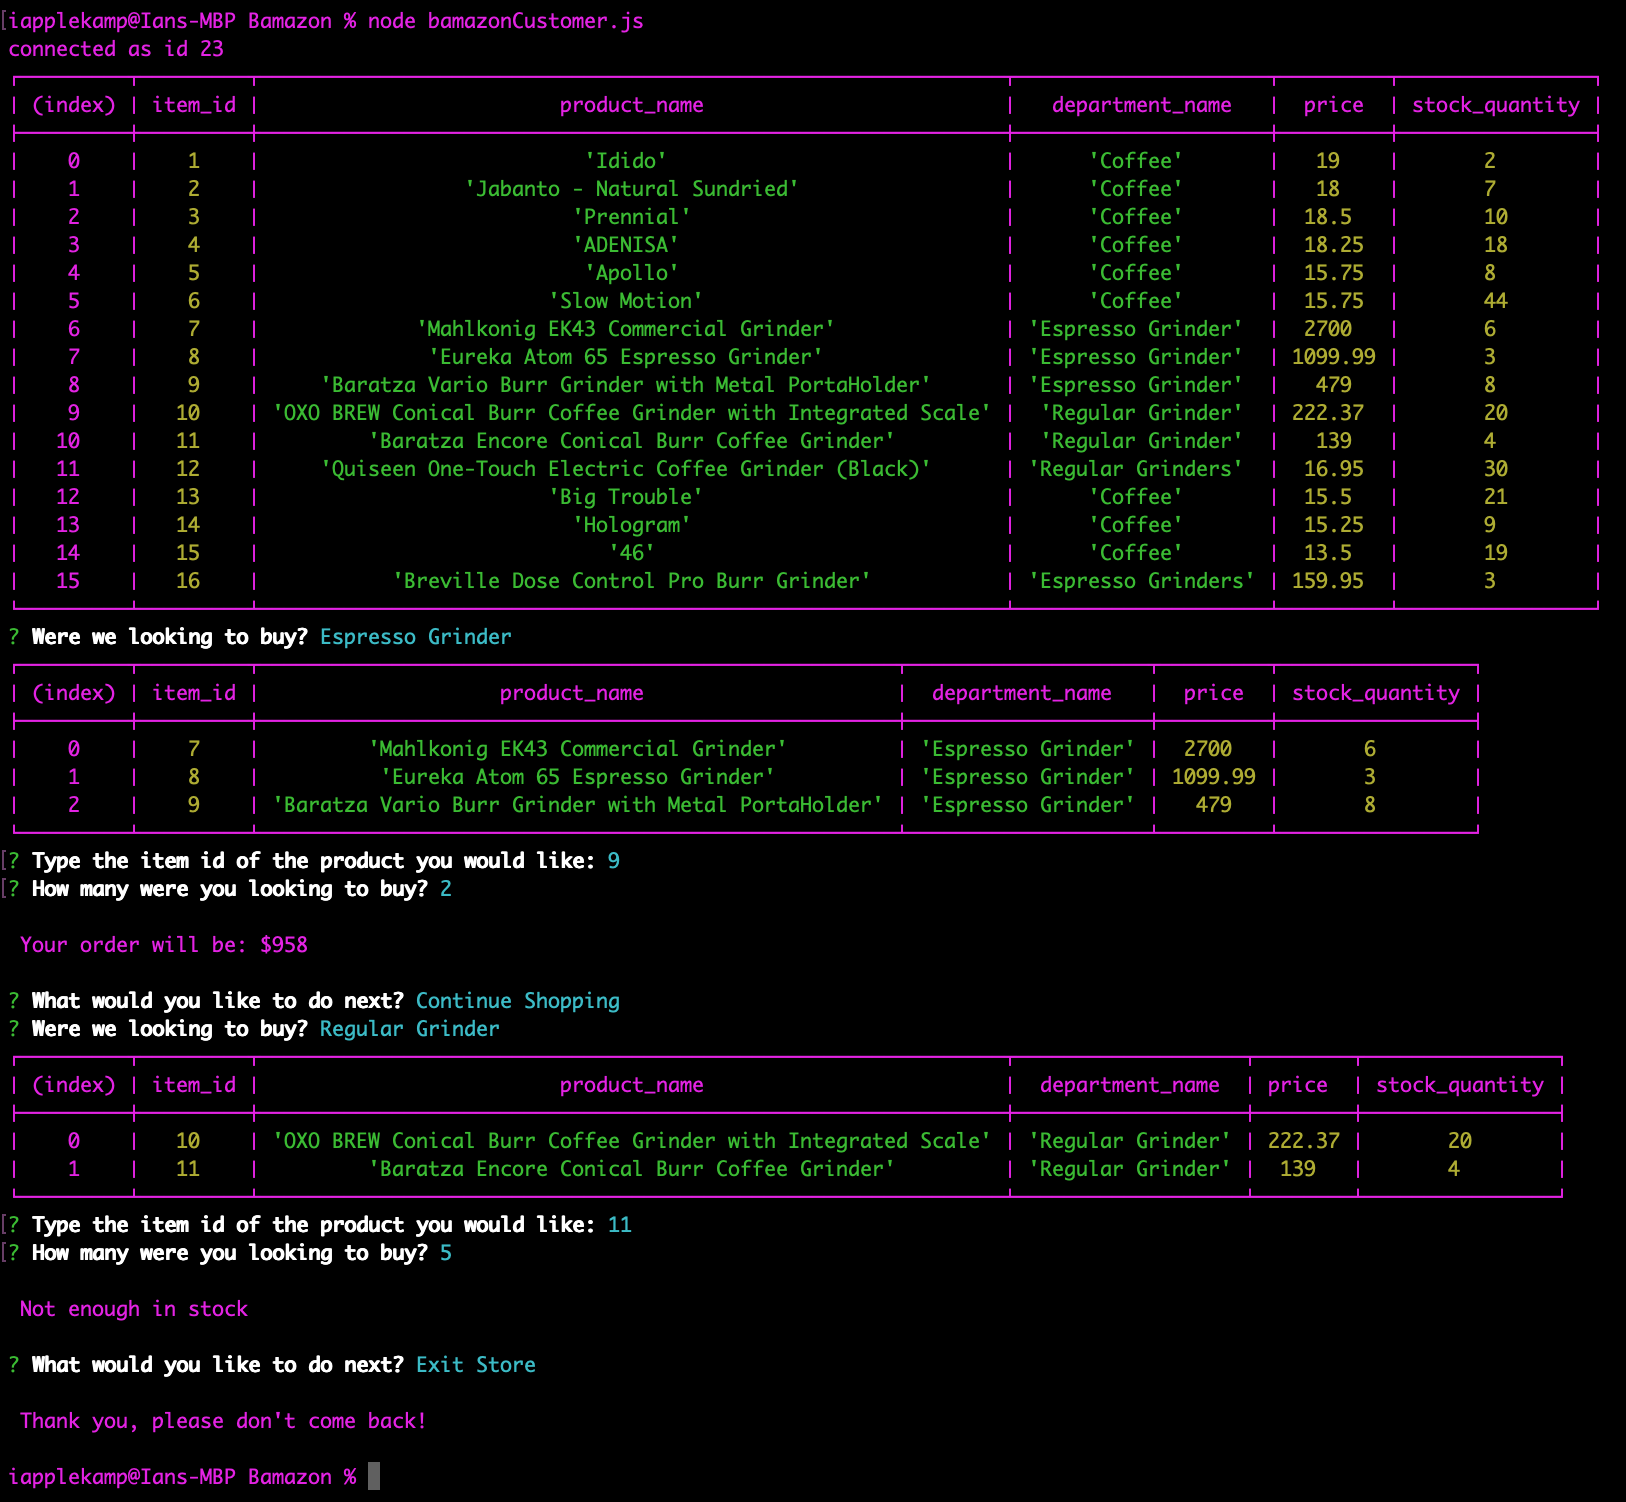 [iapplekamp@Ians-MBP Bamazon % node bamazonCustomer.js
connected as id 23
(index) | item_id | product_name | department_name | price | stock_quantity
0 | 1 | 'Idido' | 'Coffee' | 19 | 2
1 | 2 | 'Jabanto - Natural Sundried' | 'Coffee' | 18 | 7
2 | 3 | 'Prennial' | 'Coffee' | 18.5 | 10
3 | 4 | 'ADENISA' | 'Coffee' | 18.25 | 18
4 | 5 | 'Apollo' | 'Coffee' | 15.75 | 8
5 | 6 | 'Slow Motion' | 'Coffee' | 15.75 | 44
6 | 7 | 'Mahlkonig EK43 Commercial Grinder' | 'Espresso Grinder' | 2700 | 6
7 | 8 | 'Eureka Atom 65 Espresso Grinder' | 'Espresso Grinder' | 1099.99 | 3
8 | 9 | 'Baratza Vario Burr Grinder with Metal PortaHolder' | 'Espresso Grinder' | 479 | 8
9 | 10 | 'OXO BREW Conical Burr Coffee Grinder with Integrated Scale' | 'Regular Grinder' | 222.37 | 20
10 | 11 | 'Baratza Encore Conical Burr Coffee Grinder' | 'Regular Grinder' | 139 | 4
11 | 12 | 'Quiseen One-Touch Electric Coffee Grinder (Black)' | 'Regular Grinders' | 16.95 | 30
12 | 13 | 'Big Trouble' | 'Coffee' | 15.5 | 21
13 | 14 | 'Hologram' | 'Coffee' | 15.25 | 9
14 | 15 | '46' | 'Coffee' | 13.5 | 19
15 | 16 | 'Breville Dose Control Pro Burr Grinder' | 'Espresso Grinders' | 159.95 | 3
? Were we looking to buy? Espresso Grinder
(index) | item_id | product_name | department_name | price | stock_quantity
0 | 7 | 'Mahlkonig EK43 Commercial Grinder' | 'Espresso Grinder' | 2700 | 6
1 | 8 | 'Eureka Atom 65 Espresso Grinder' | 'Espresso Grinder' | 1099.99 | 3
2 | 9 | 'Baratza Vario Burr Grinder with Metal PortaHolder' | 'Espresso Grinder' | 479 | 8
[? Type the item id of the product you would like: 9
[? How many were you looking to buy? 2
Your order will be: $958
? What would you like to do next? Continue Shopping
? Were we looking to buy? Regular Grinder
(index) | item_id | product_name | department_name | price | stock_quantity
0 | 10 | 'OXO BREW Conical Burr Coffee Grinder with Integrated Scale' | 'Regular Grinder' | 222.37 | 20
1 | 11 | 'Baratza Encore Conical Burr Coffee Grinder' | 'Regular Grinder' | 139 | 4
[? Type the item id of the product you would like: 11
[? How many were you looking to buy? 5
Not enough in stock
? What would you like to do next? Exit Store
Thank you, please don't come back!
iapplekamp@Ians-MBP Bamazon %